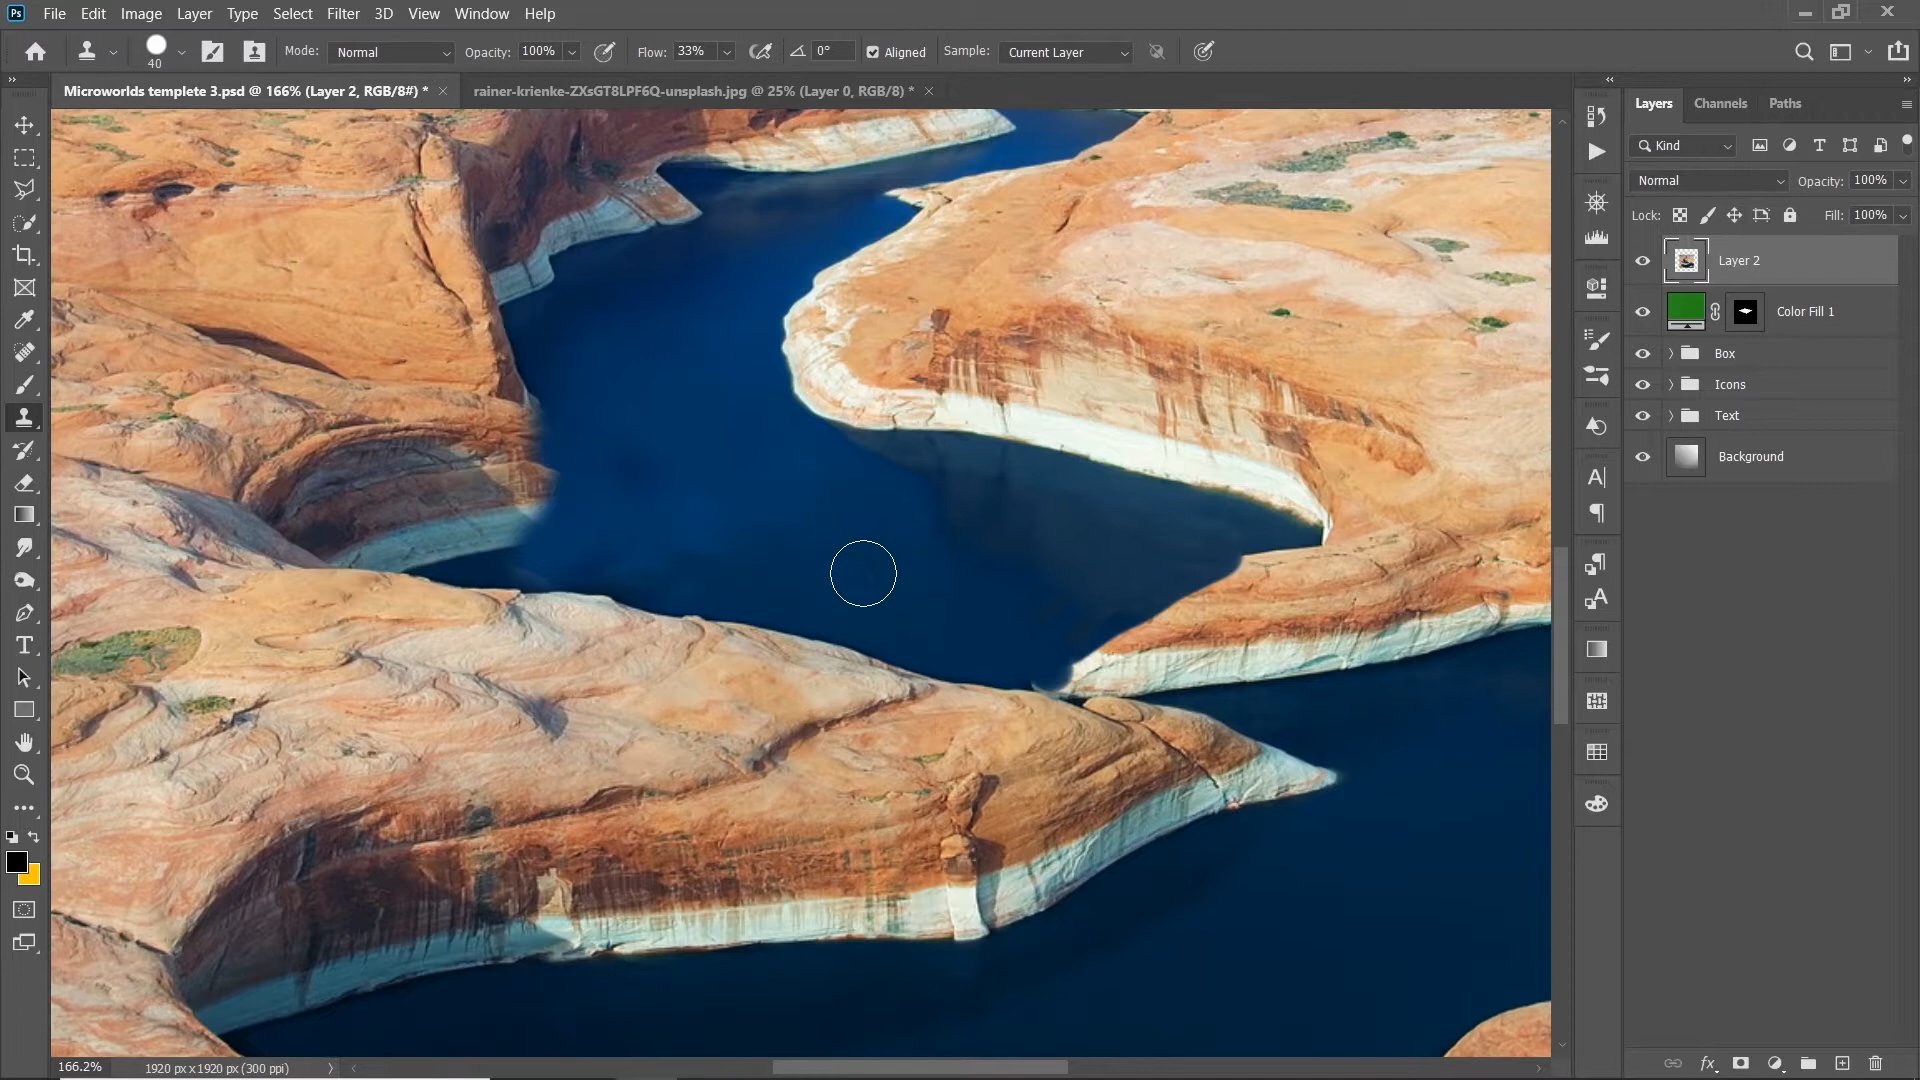 Ps File Edit Image Layer Type Select Filter 3D View Window Help
40 Mode: Normal Opacity: 100% Flow: 33% 0° Aligned Sample: Current Layer
Microworlds templete 3.psd @ 166% (Layer 2, RGB/8#) * rainer-krienke-ZXsGT8LPF6Q-unsplash.jpg @ 25% (Layer 0, RGB/8) *
Layers Channels Paths
Kind
Normal Opacity: 100%
Lock: Fill: 100%
Layer 2
Color Fill 1
Box
Icons
Text
Background
166.2% 1920 px x 1920 px (300 ppi)
fx